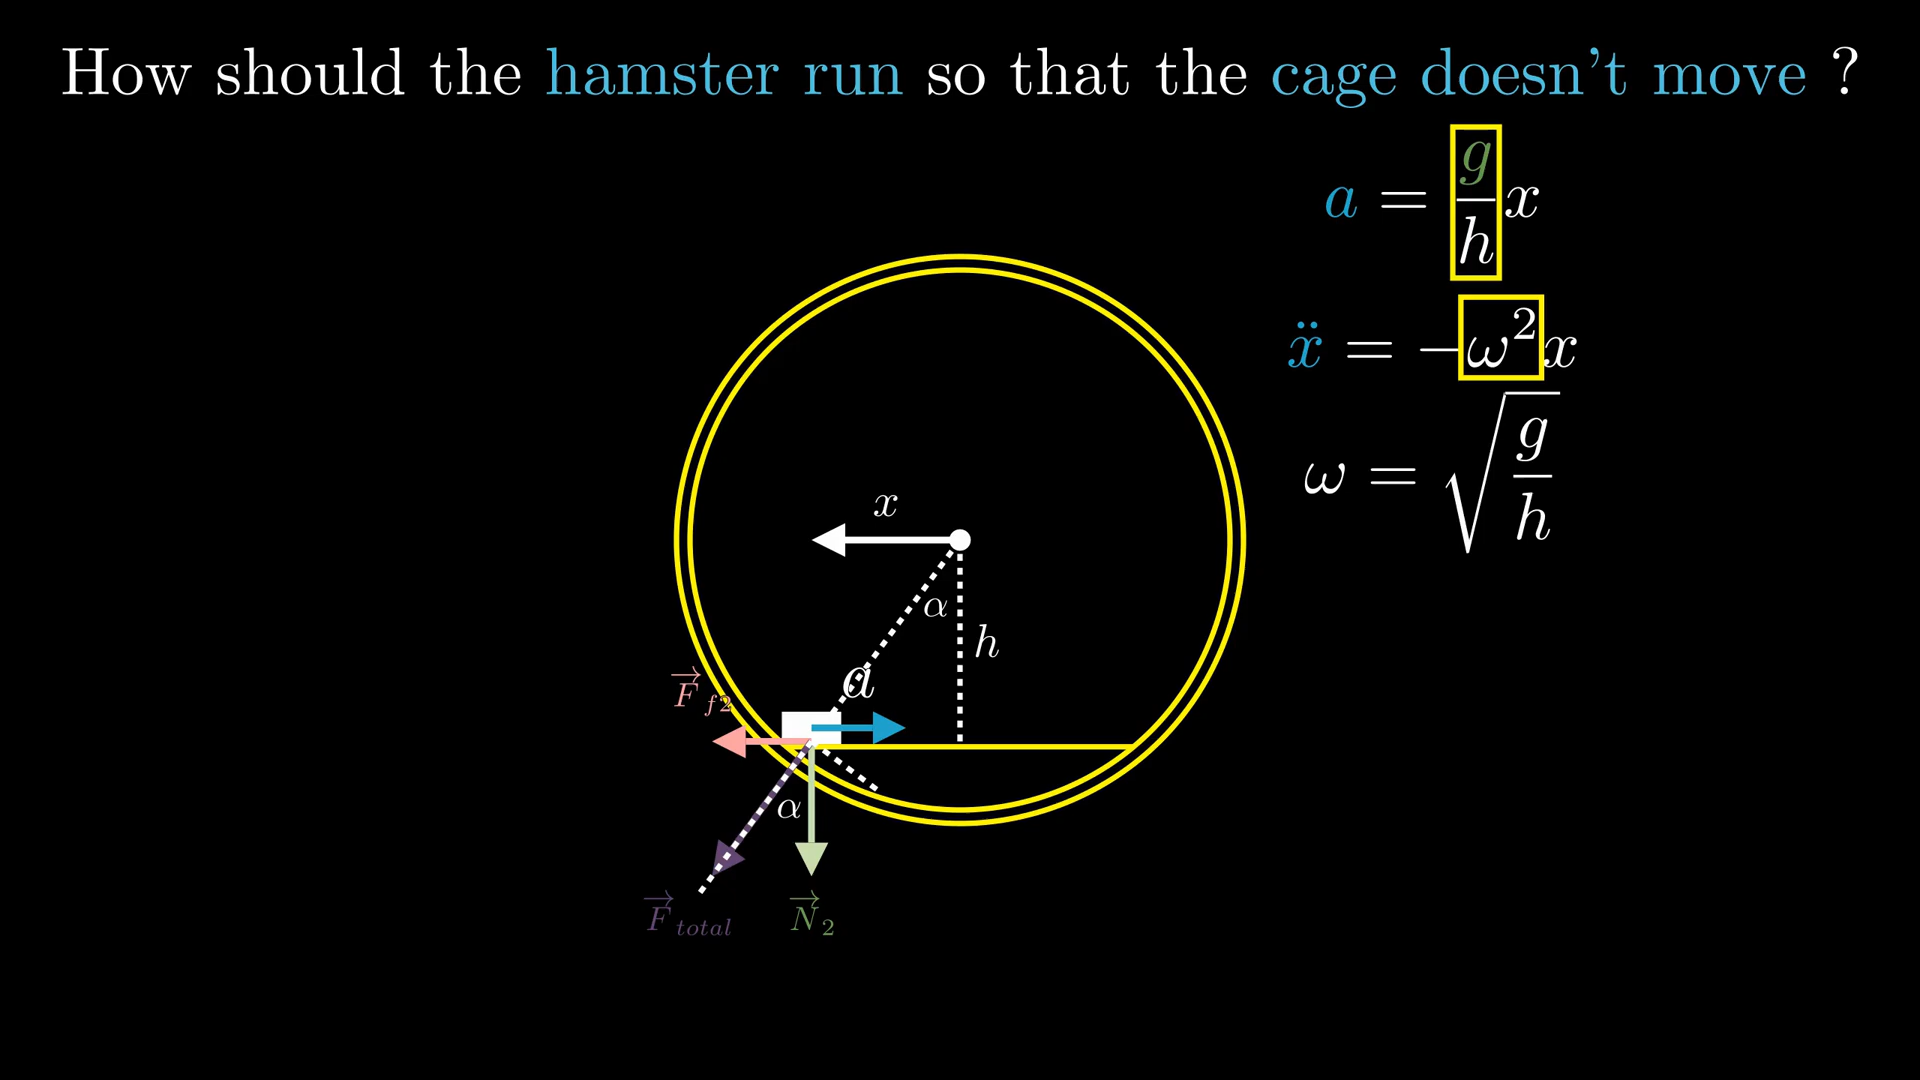 How should the hamster run so that the cage doesn't move ?
a = g/h x
ẍ = −ω²x
ω = √(g/h)
x
α
h
a
F⃗_f2
α
F⃗_total
N⃗_2